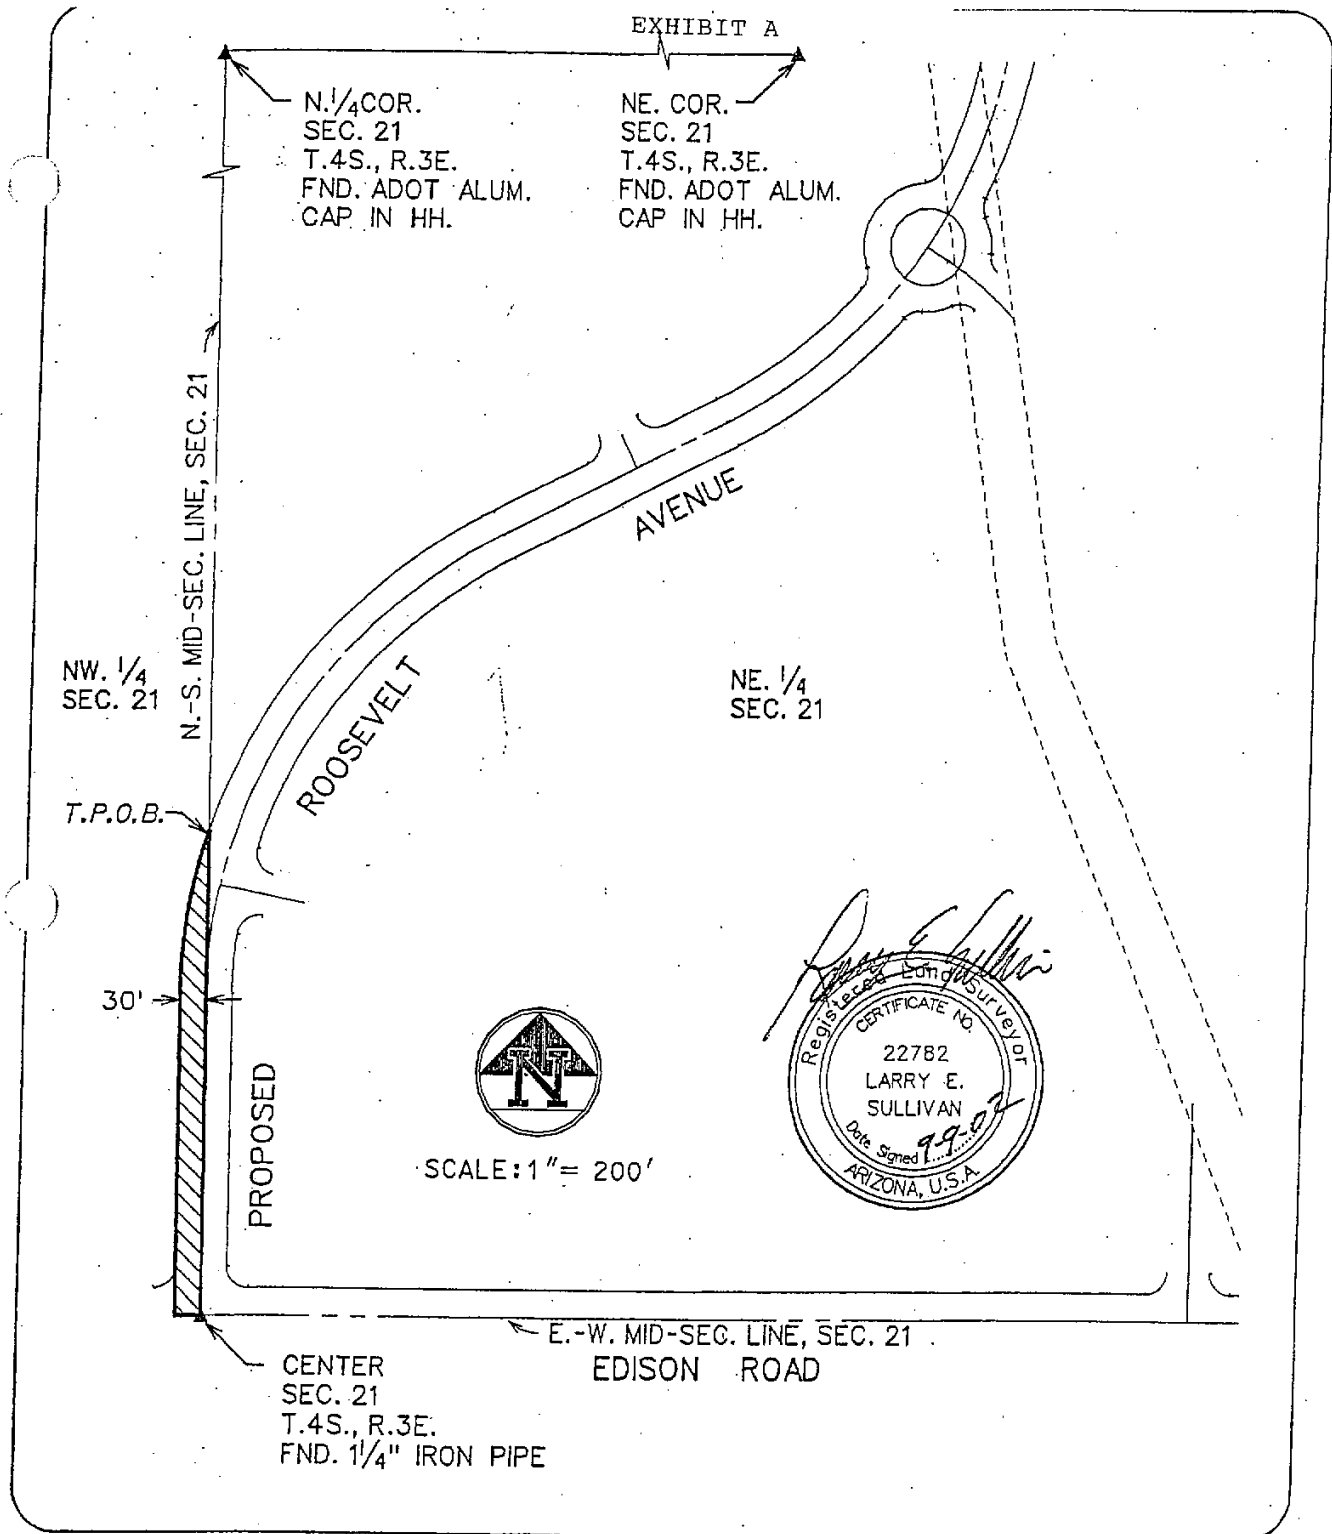 EXHIBIT A
N.1/4COR.
SEC. 21
T.4S., R.3E.
FND. ADOT ALUM.
CAP IN HH.
NE. COR.
SEC. 21
T.4S., R.3E.
FND. ADOT ALUM.
CAP IN HH.
N.-S. MID-SEC. LINE, SEC. 21
AVENUE
NW. 1/4
SEC. 21
NE. 1/4
SEC. 21
ROOSEVELT
T.P.O.B.
30'
PROPOSED
N
SCALE: 1"= 200'
Registered Land Surveyor
CERTIFICATE NO.
22782
LARRY E.
SULLIVAN
Date Signed 9-9-02
ARIZONA, U.S.A.
E.-W. MID-SEC. LINE, SEC. 21
EDISON ROAD
CENTER
SEC. 21
T.4S., R.3E.
FND. 1 1/4" IRON PIPE